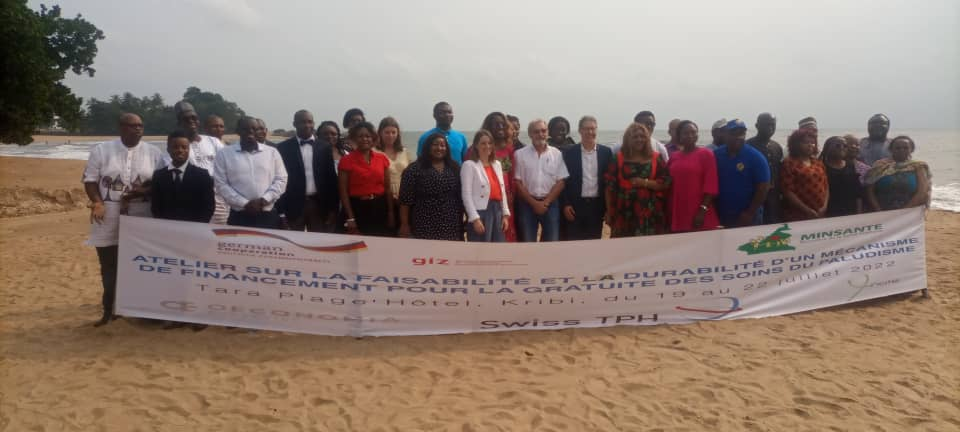 german
cooperation
giz
MINSANTE
ATELIER SUR LA FAISABILITÉ ET LA DURABILITÉ D'UN MÉCANISME
DE FINANCEMENT POUR LA GRATUITÉ DES SOINS DU PALUDISME
Tara Plage Hôtel, Kribi, du 19 au 22 juillet 2022
OECONOMIA
Swiss TPH